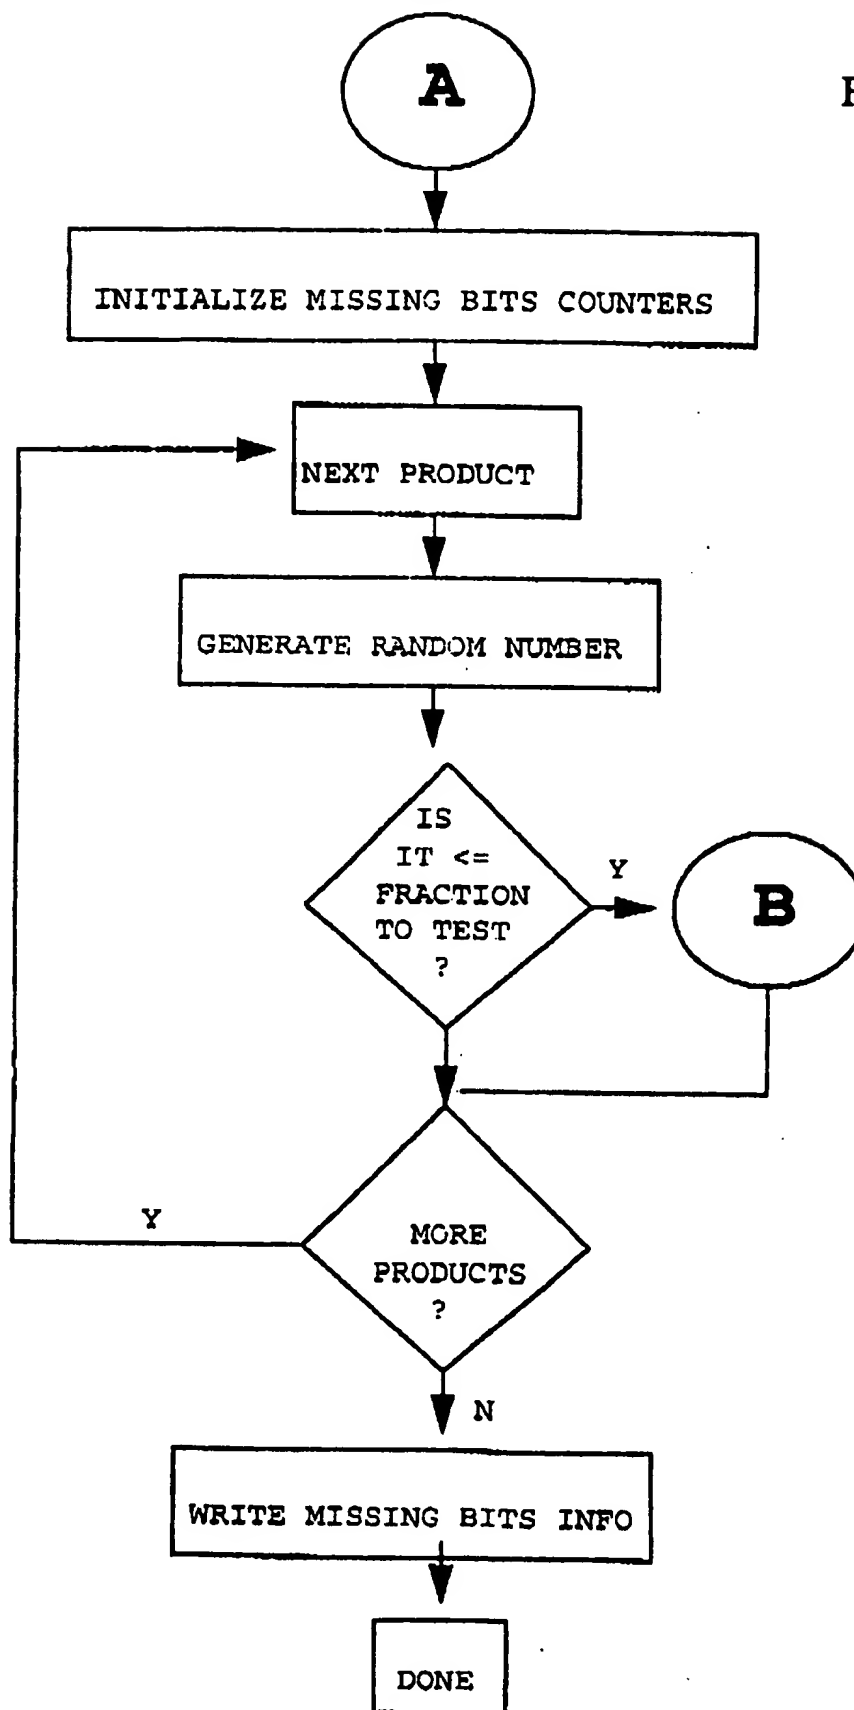 A
INITIALIZE MISSING BITS COUNTERS
NEXT PRODUCT
GENERATE RANDOM NUMBER
IS
IT <=
FRACTION
TO TEST
?
Y
B
MORE
PRODUCTS
?
Y
N
WRITE MISSING BITS INFO
DONE